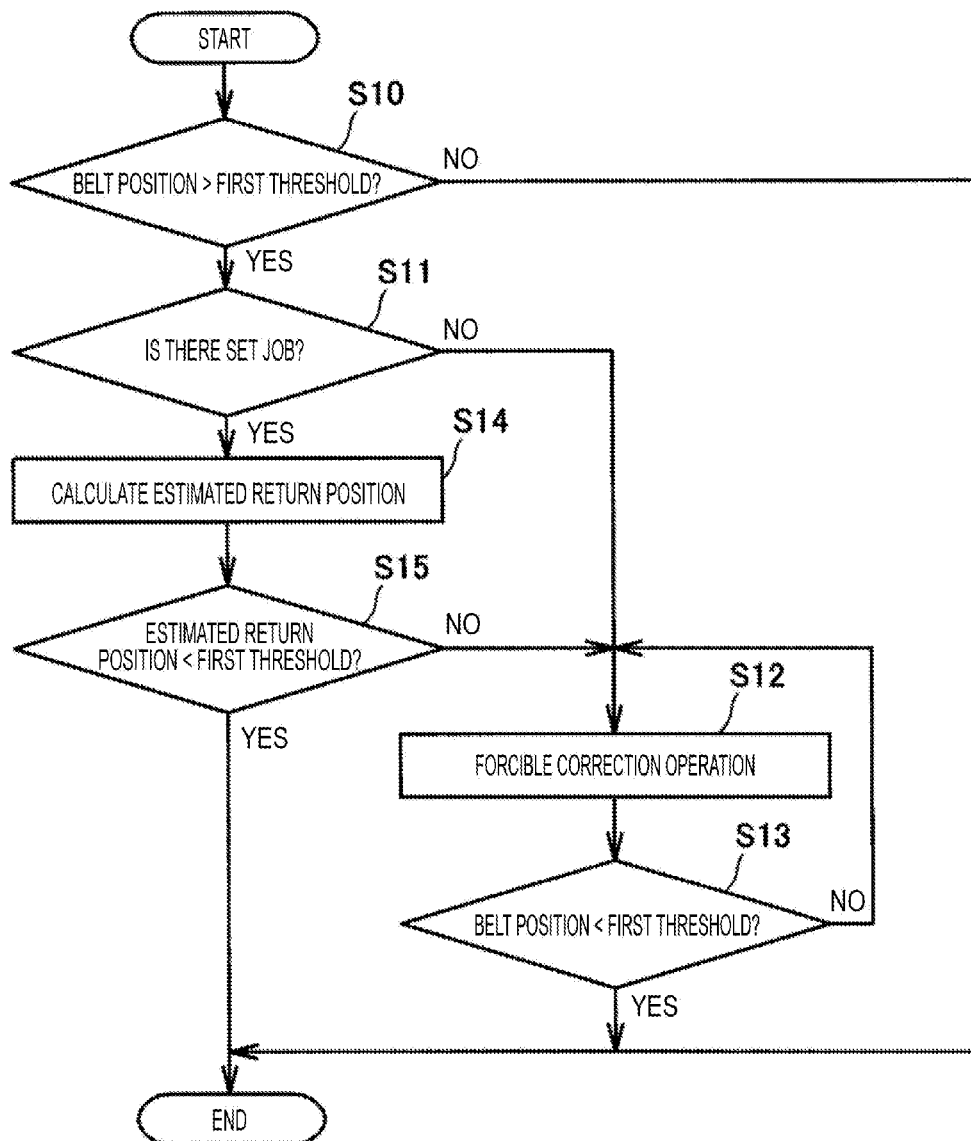 START
S10
BELT POSITION > FIRST THRESHOLD?
NO
YES
S11
IS THERE SET JOB?
NO
YES
S14
CALCULATE ESTIMATED RETURN POSITION
S15
ESTIMATED RETURN
POSITION < FIRST THRESHOLD?
NO
YES
S12
FORCIBLE CORRECTION OPERATION
S13
BELT POSITION < FIRST THRESHOLD?
NO
YES
END